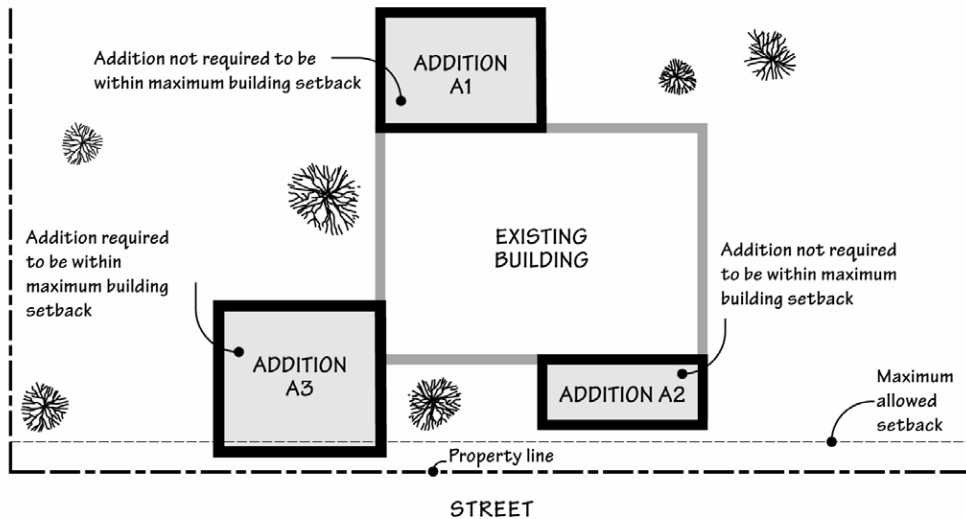 Addition not required to be
within maximum building setback
ADDITION
A1
Addition required
to be within
maximum building
setback
EXISTING
BUILDING
Addition not required
to be within maximum
building setback
ADDITION
A3
ADDITION A2
Maximum
allowed
setback
Property line
STREET